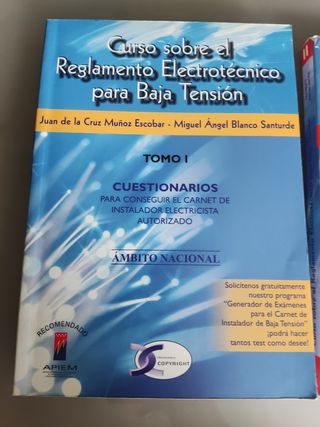 Curso sobre el
Reglamento Electrotécnico
para Baja Tensión
Juan de la Cruz Muñoz Escobar - Miguel Ángel Blanco Santurde
TOMO I
CUESTIONARIOS
PARA CONSEGUIR EL CARNET DE
INSTALADOR ELECTRICISTA
AUTORIZADO
ÁMBITO NACIONAL
Solicítenos gratuitamente
nuestro programa
"Generador de Exámenes
para el Carnet de
Instalador de Baja Tensión"
¡podrá hacer
tantos test como desee!
RECOMENDADO
APIEM
COPYRIGHT